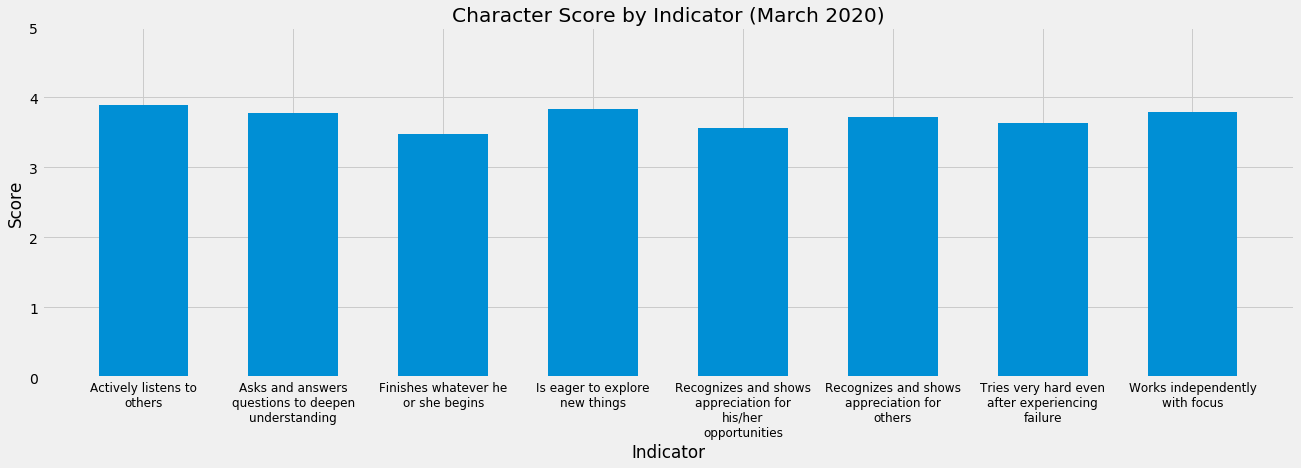 Character Score by Indicator (March 2020)
5
4
3
2
1
0
Score
Actively listens to
others
Asks and answers
questions to deepen
understanding
Finishes whatever he
or she begins
Is eager to explore
new things
Recognizes and shows
appreciation for
his/her
opportunities
Recognizes and shows
appreciation for
others
Tries very hard even
after experiencing
failure
Works independently
with focus
Indicator